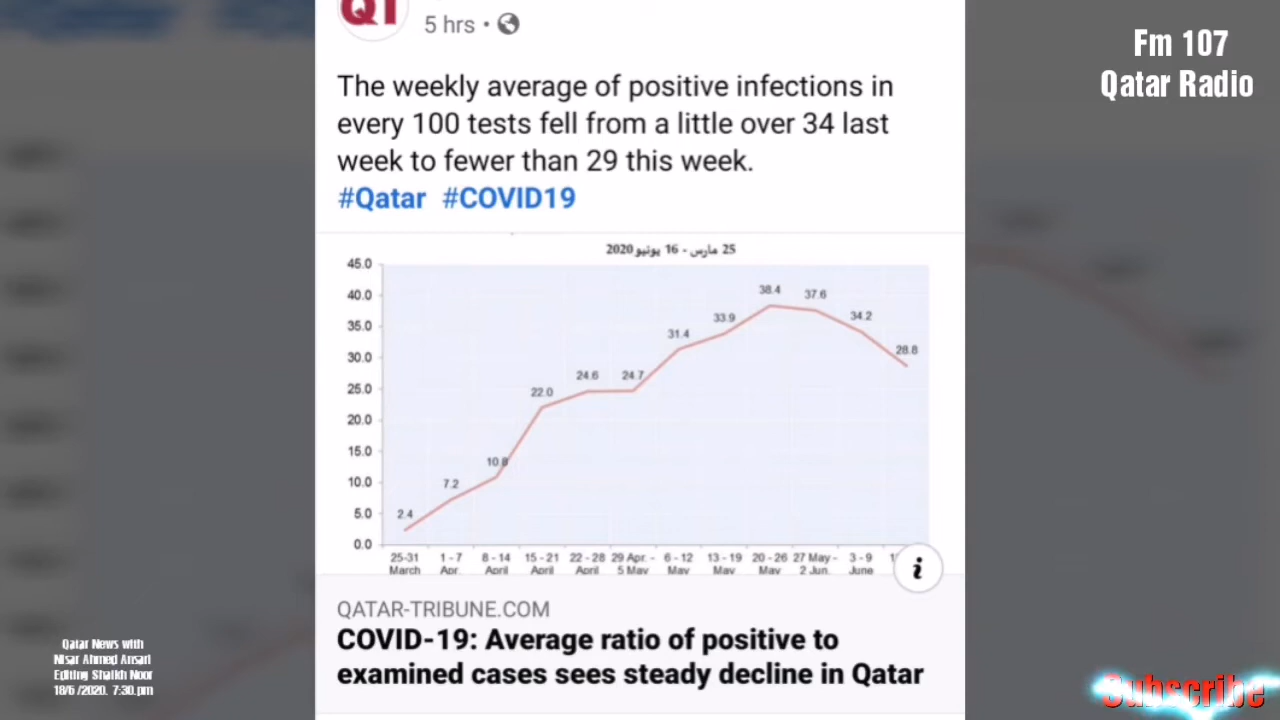 QT
5 hrs •
Fm 107
Qatar Radio
The weekly average of positive infections in
every 100 tests fell from a little over 34 last
week to fewer than 29 this week.
#Qatar #COVID19
25 مارس - 16 يونيو 2020
45.0
40.0
35.0
30.0
25.0
20.0
15.0
10.0
5.0
0.0
2.4
7.2
10.8
22.0
24.6
24.7
31.4
33.9
38.4
37.6
34.2
28.8
25-31 March
1 - 7 Apr.
8 - 14 April
15 - 21 April
22 - 28 April
29 Apr. - 5 May
6 - 12 May
13 - 19 May
20 - 26 May
27 May - 2 Jun.
3 - 9 June
i
QATAR-TRIBUNE.COM
COVID-19: Average ratio of positive to
examined cases sees steady decline in Qatar
Qatar News with
Nisar Ahmed Ansari
Editing Shaikh Noor
18/6 /2020. 7:30.pm
Subscribe